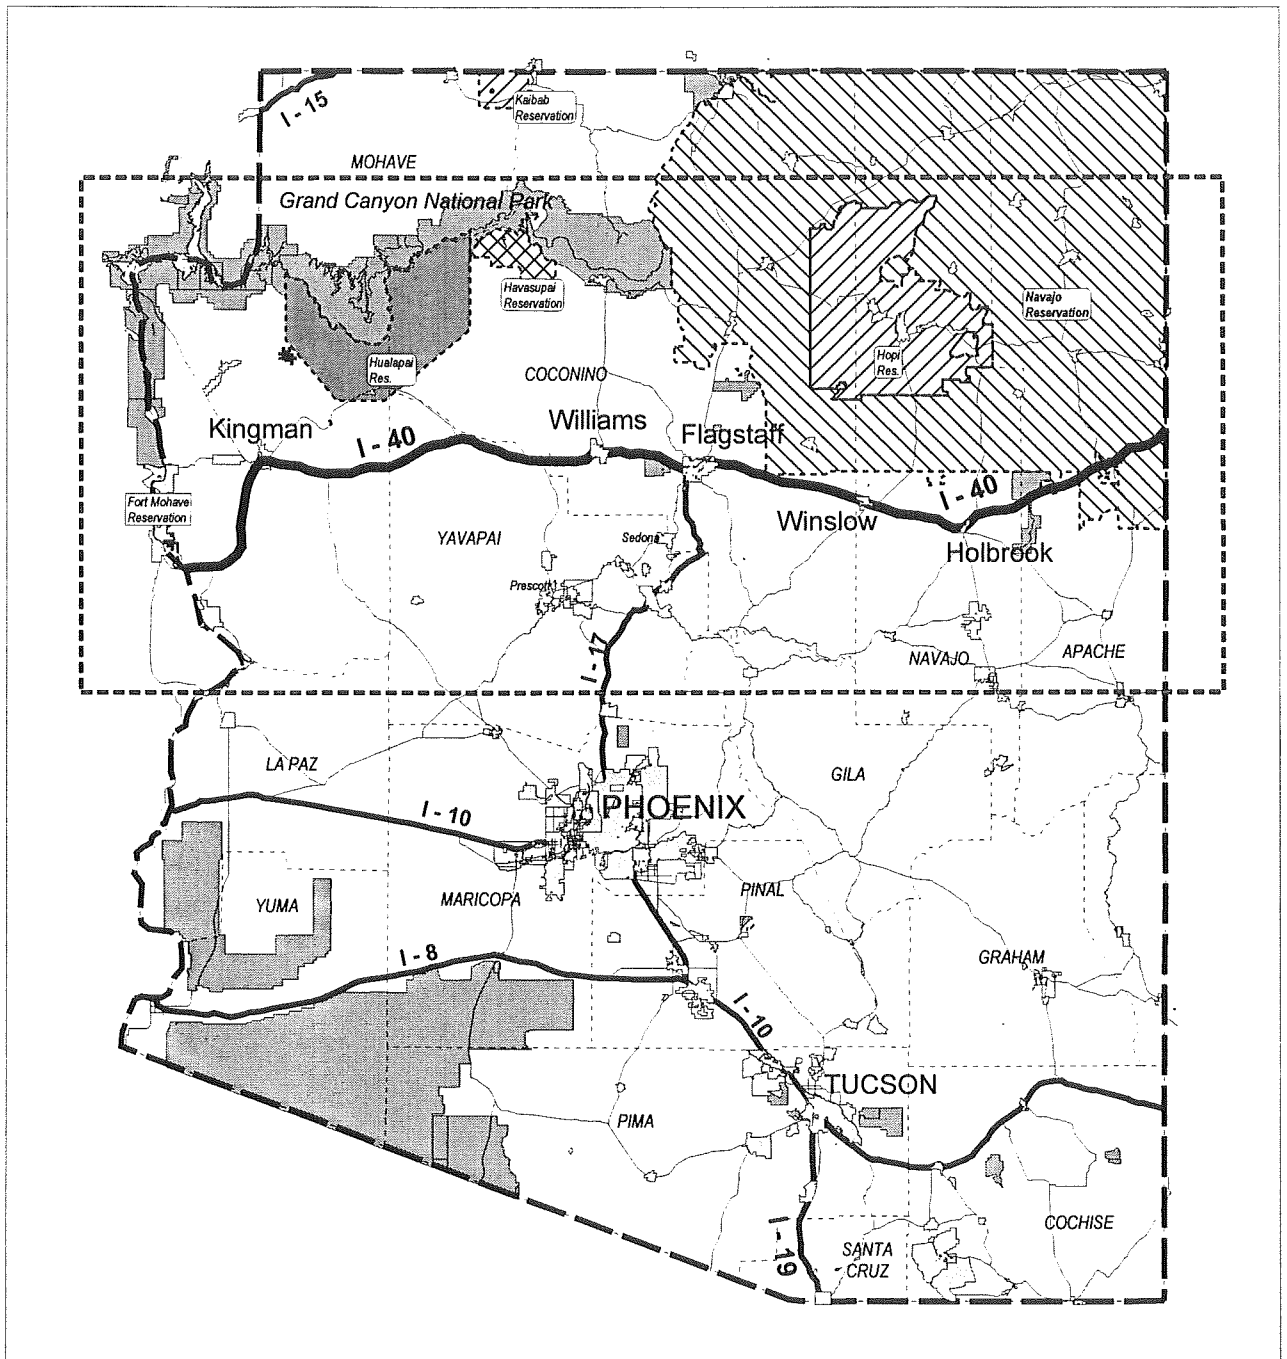 I - 15
Kaibab
Reservation
MOHAVE
Grand Canyon National Park
Havasupai
Reservation
Navajo
Reservation
Hualapai
Res.
Hopi
Res.
COCONINO
Kingman
I - 40
Williams
Flagstaff
I - 40
Fort Mohave
Reservation
Winslow
Holbrook
YAVAPAI
Sedona
Prescott
I - 17
NAVAJO
APACHE
LA PAZ
GILA
I - 10
PHOENIX
YUMA
MARICOPA
PINAL
I - 8
GRAHAM
I - 10
TUCSON
PIMA
I - 19
SANTA
CRUZ
COCHISE